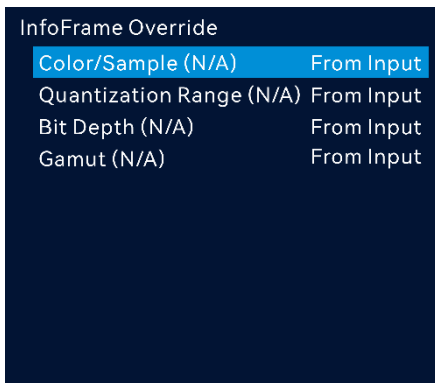 InfoFrame Override
Color/Sample (N/A) From Input
Quantization Range (N/A) From Input
Bit Depth (N/A) From Input
Gamut (N/A) From Input